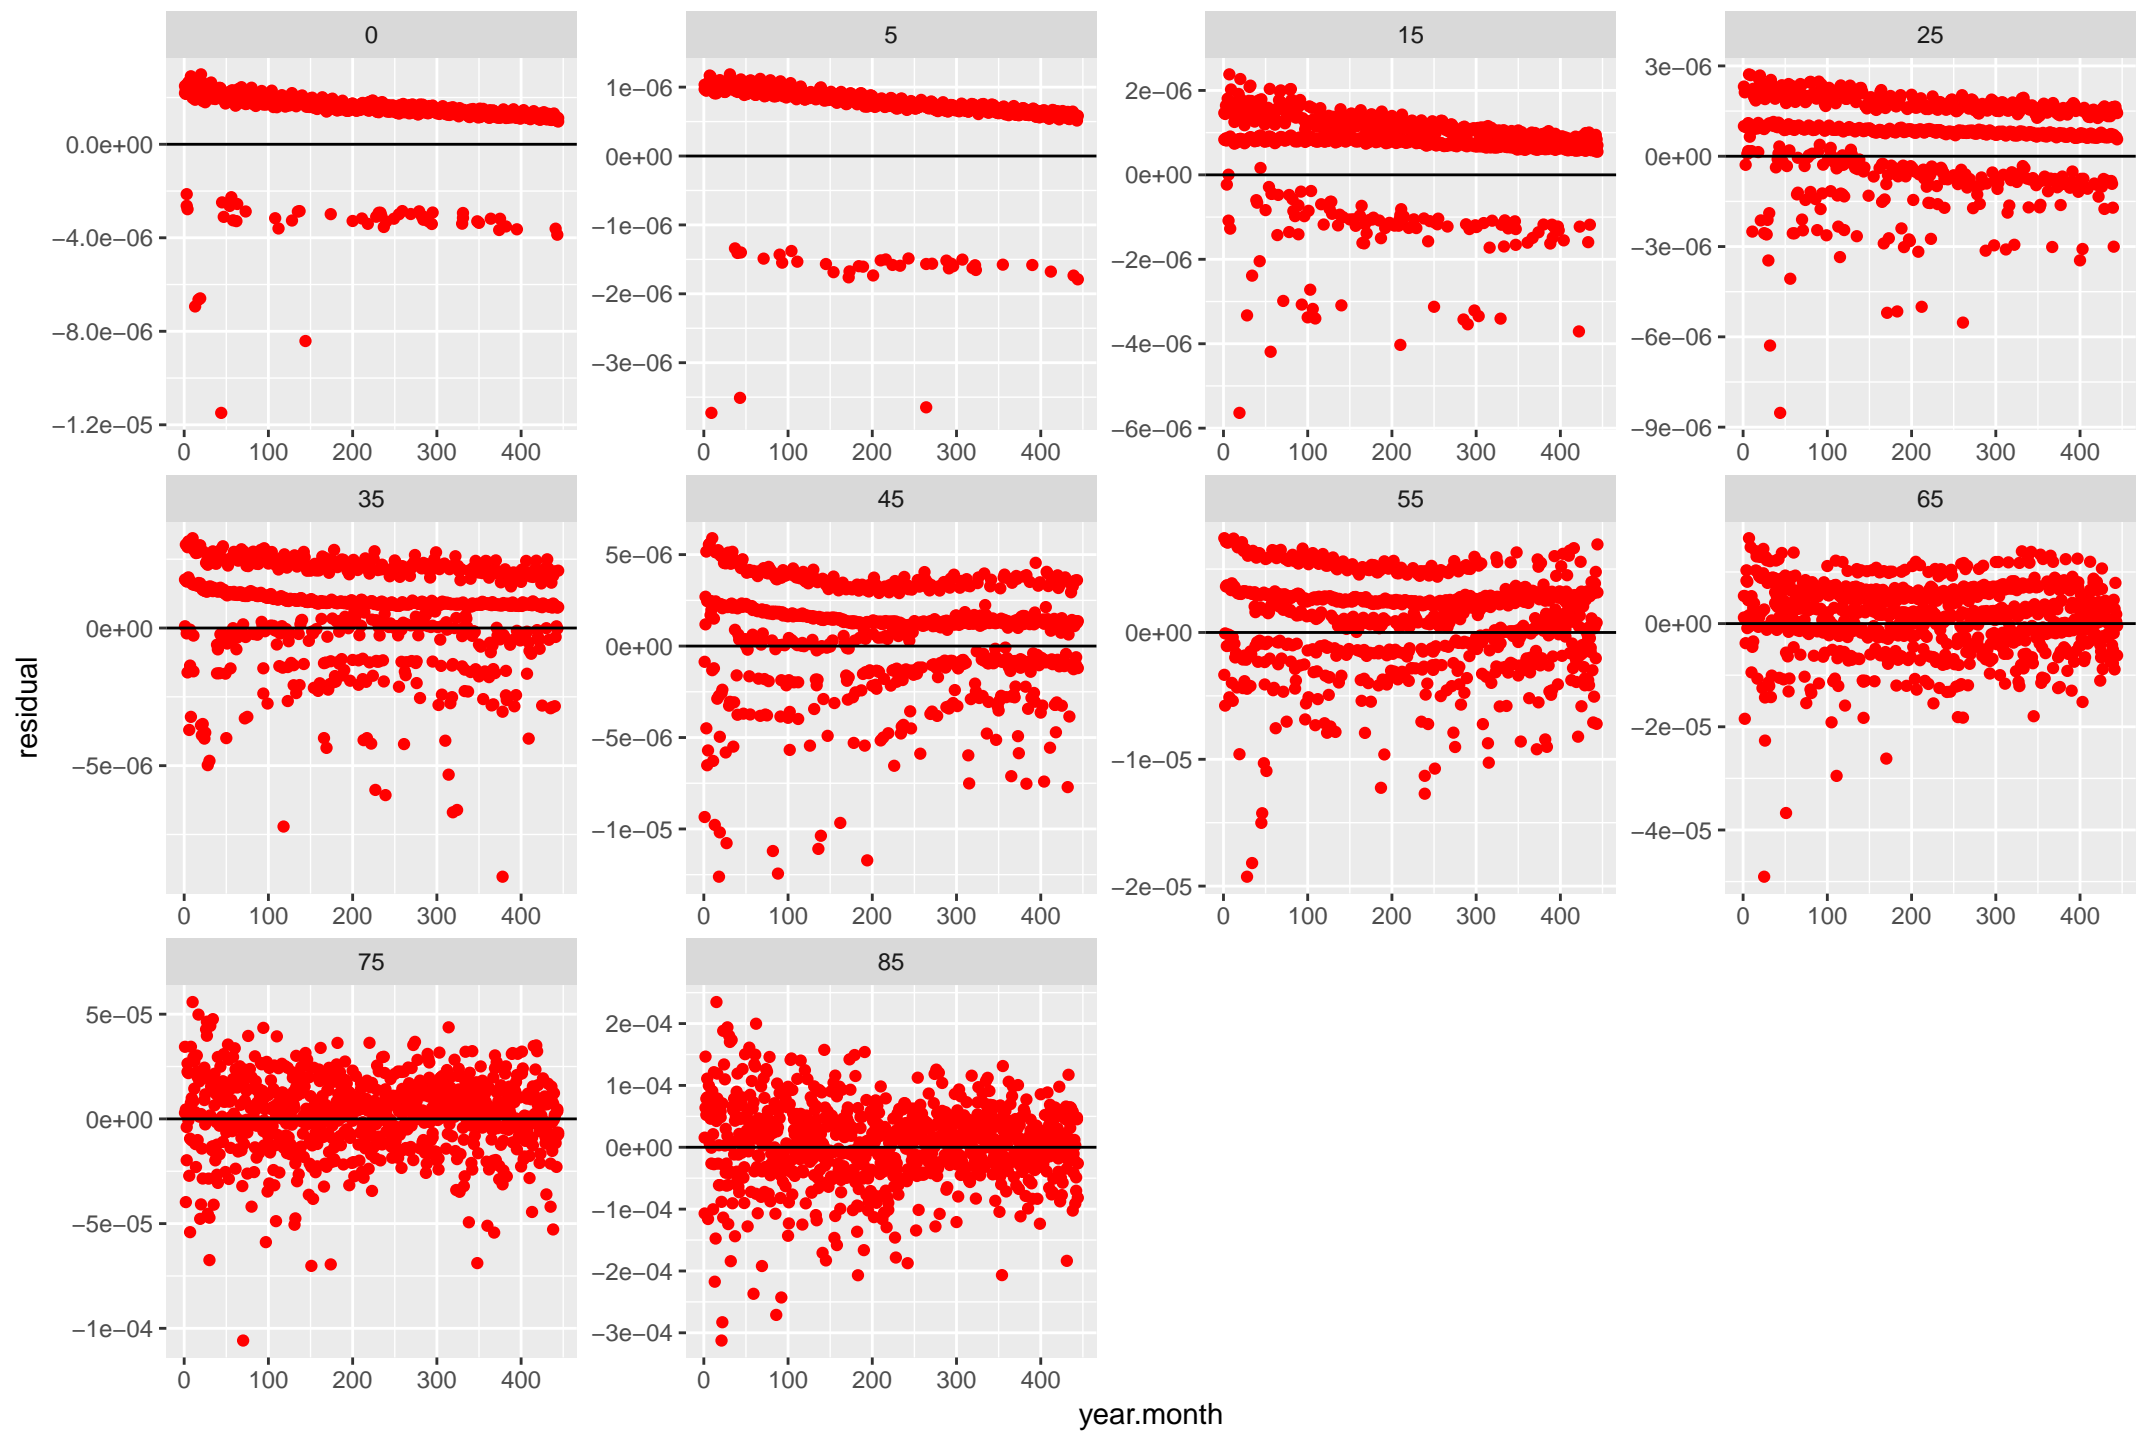 0 5 15 25
0.0e+00
−4.0e−06
−8.0e−06
−1.2e−05
1e−06
0e+00
−1e−06
−2e−06
−3e−06
2e−06
0e+00
−2e−06
−4e−06
−6e−06
3e−06
0e+00
−3e−06
−6e−06
−9e−06
0 100 200 300 400 0 100 200 300 400 0 100 200 300 400 0 100 200 300 400
35 45 55 65
0e+00
−5e−06
5e−06
0e+00
−5e−06
−1e−05
0e+00
−1e−05
−2e−05
0e+00
−2e−05
−4e−05
0 100 200 300 400 0 100 200 300 400 0 100 200 300 400 0 100 200 300 400
75 85
5e−05
0e+00
−5e−05
−1e−04
2e−04
1e−04
0e+00
−1e−04
−2e−04
−3e−04
0 100 200 300 400 0 100 200 300 400
residual
year.month